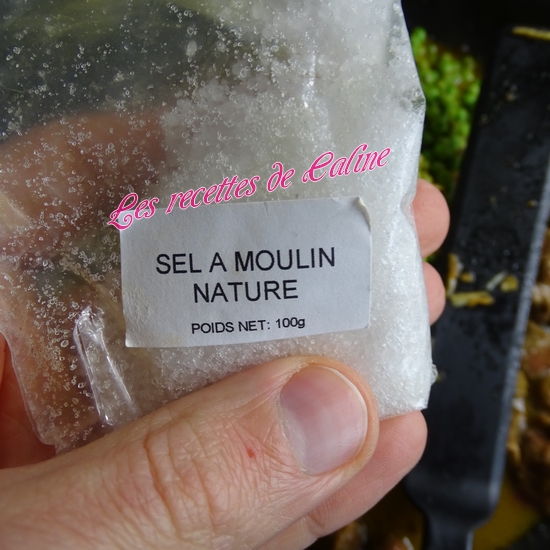 Les recettes de Caline
SEL A MOULIN
NATURE
POIDS NET: 100g